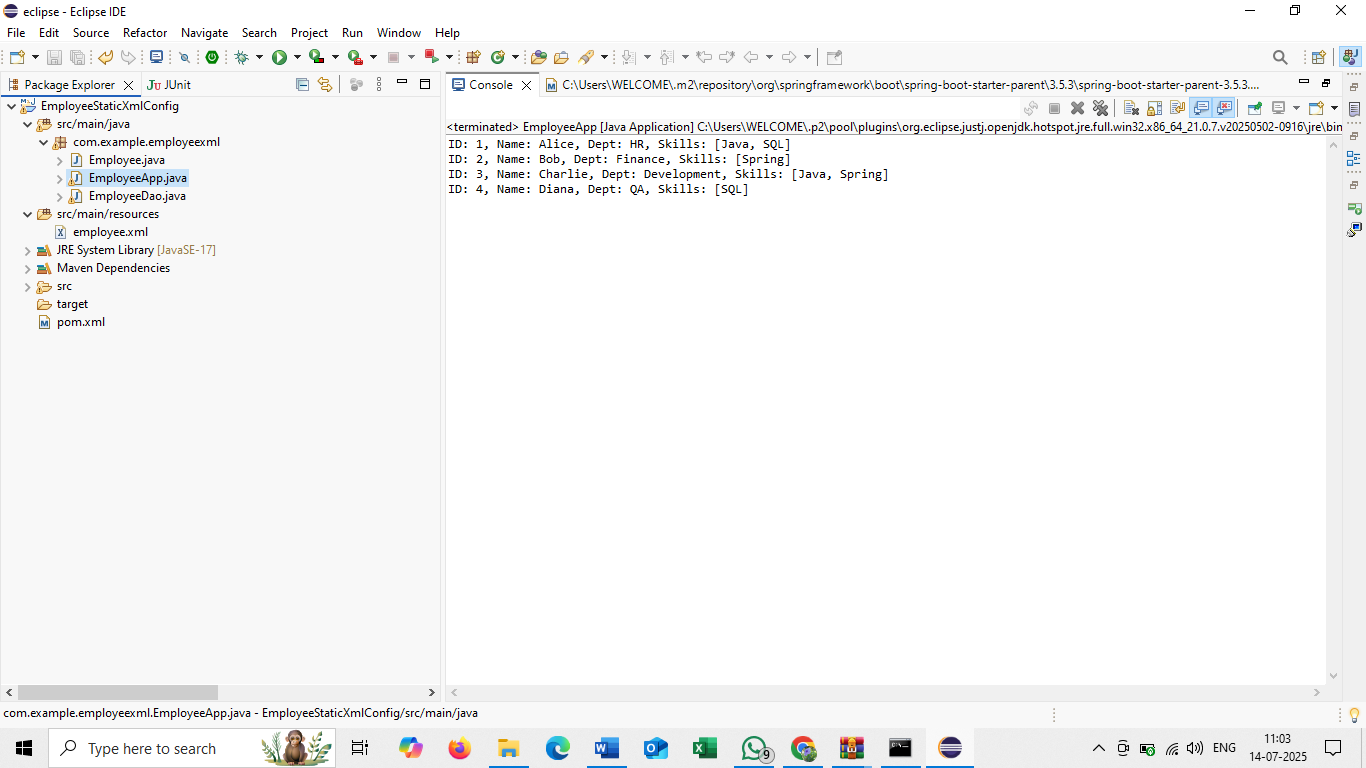 eclipse - Eclipse IDE
File Edit Source Refactor Navigate Search Project Run Window Help
Package Explorer
JUnit
EmployeeStaticXmlConfig
src/main/java
com.example.employeexml
Employee.java
EmployeeApp.java
EmployeeDao.java
src/main/resources
employee.xml
JRE System Library [JavaSE-17]
Maven Dependencies
src
target
pom.xml
Console
C:\Users\WELCOME\.m2\repository\org\springframework\boot\spring-boot-starter-parent\3.5.3\spring-boot-starter-parent-3.5.3....
<terminated> EmployeeApp [Java Application] C:\Users\WELCOME\.p2\pool\plugins\org.eclipse.justj.openjdk.hotspot.jre.full.win32.x86_64_21.0.7.v20250502-0916\jre\bin
ID: 1, Name: Alice, Dept: HR, Skills: [Java, SQL]
ID: 2, Name: Bob, Dept: Finance, Skills: [Spring]
ID: 3, Name: Charlie, Dept: Development, Skills: [Java, Spring]
ID: 4, Name: Diana, Dept: QA, Skills: [SQL]
com.example.employeexml.EmployeeApp.java - EmployeeStaticXmlConfig/src/main/java
Type here to search
9
ENG
11:03
14-07-2025